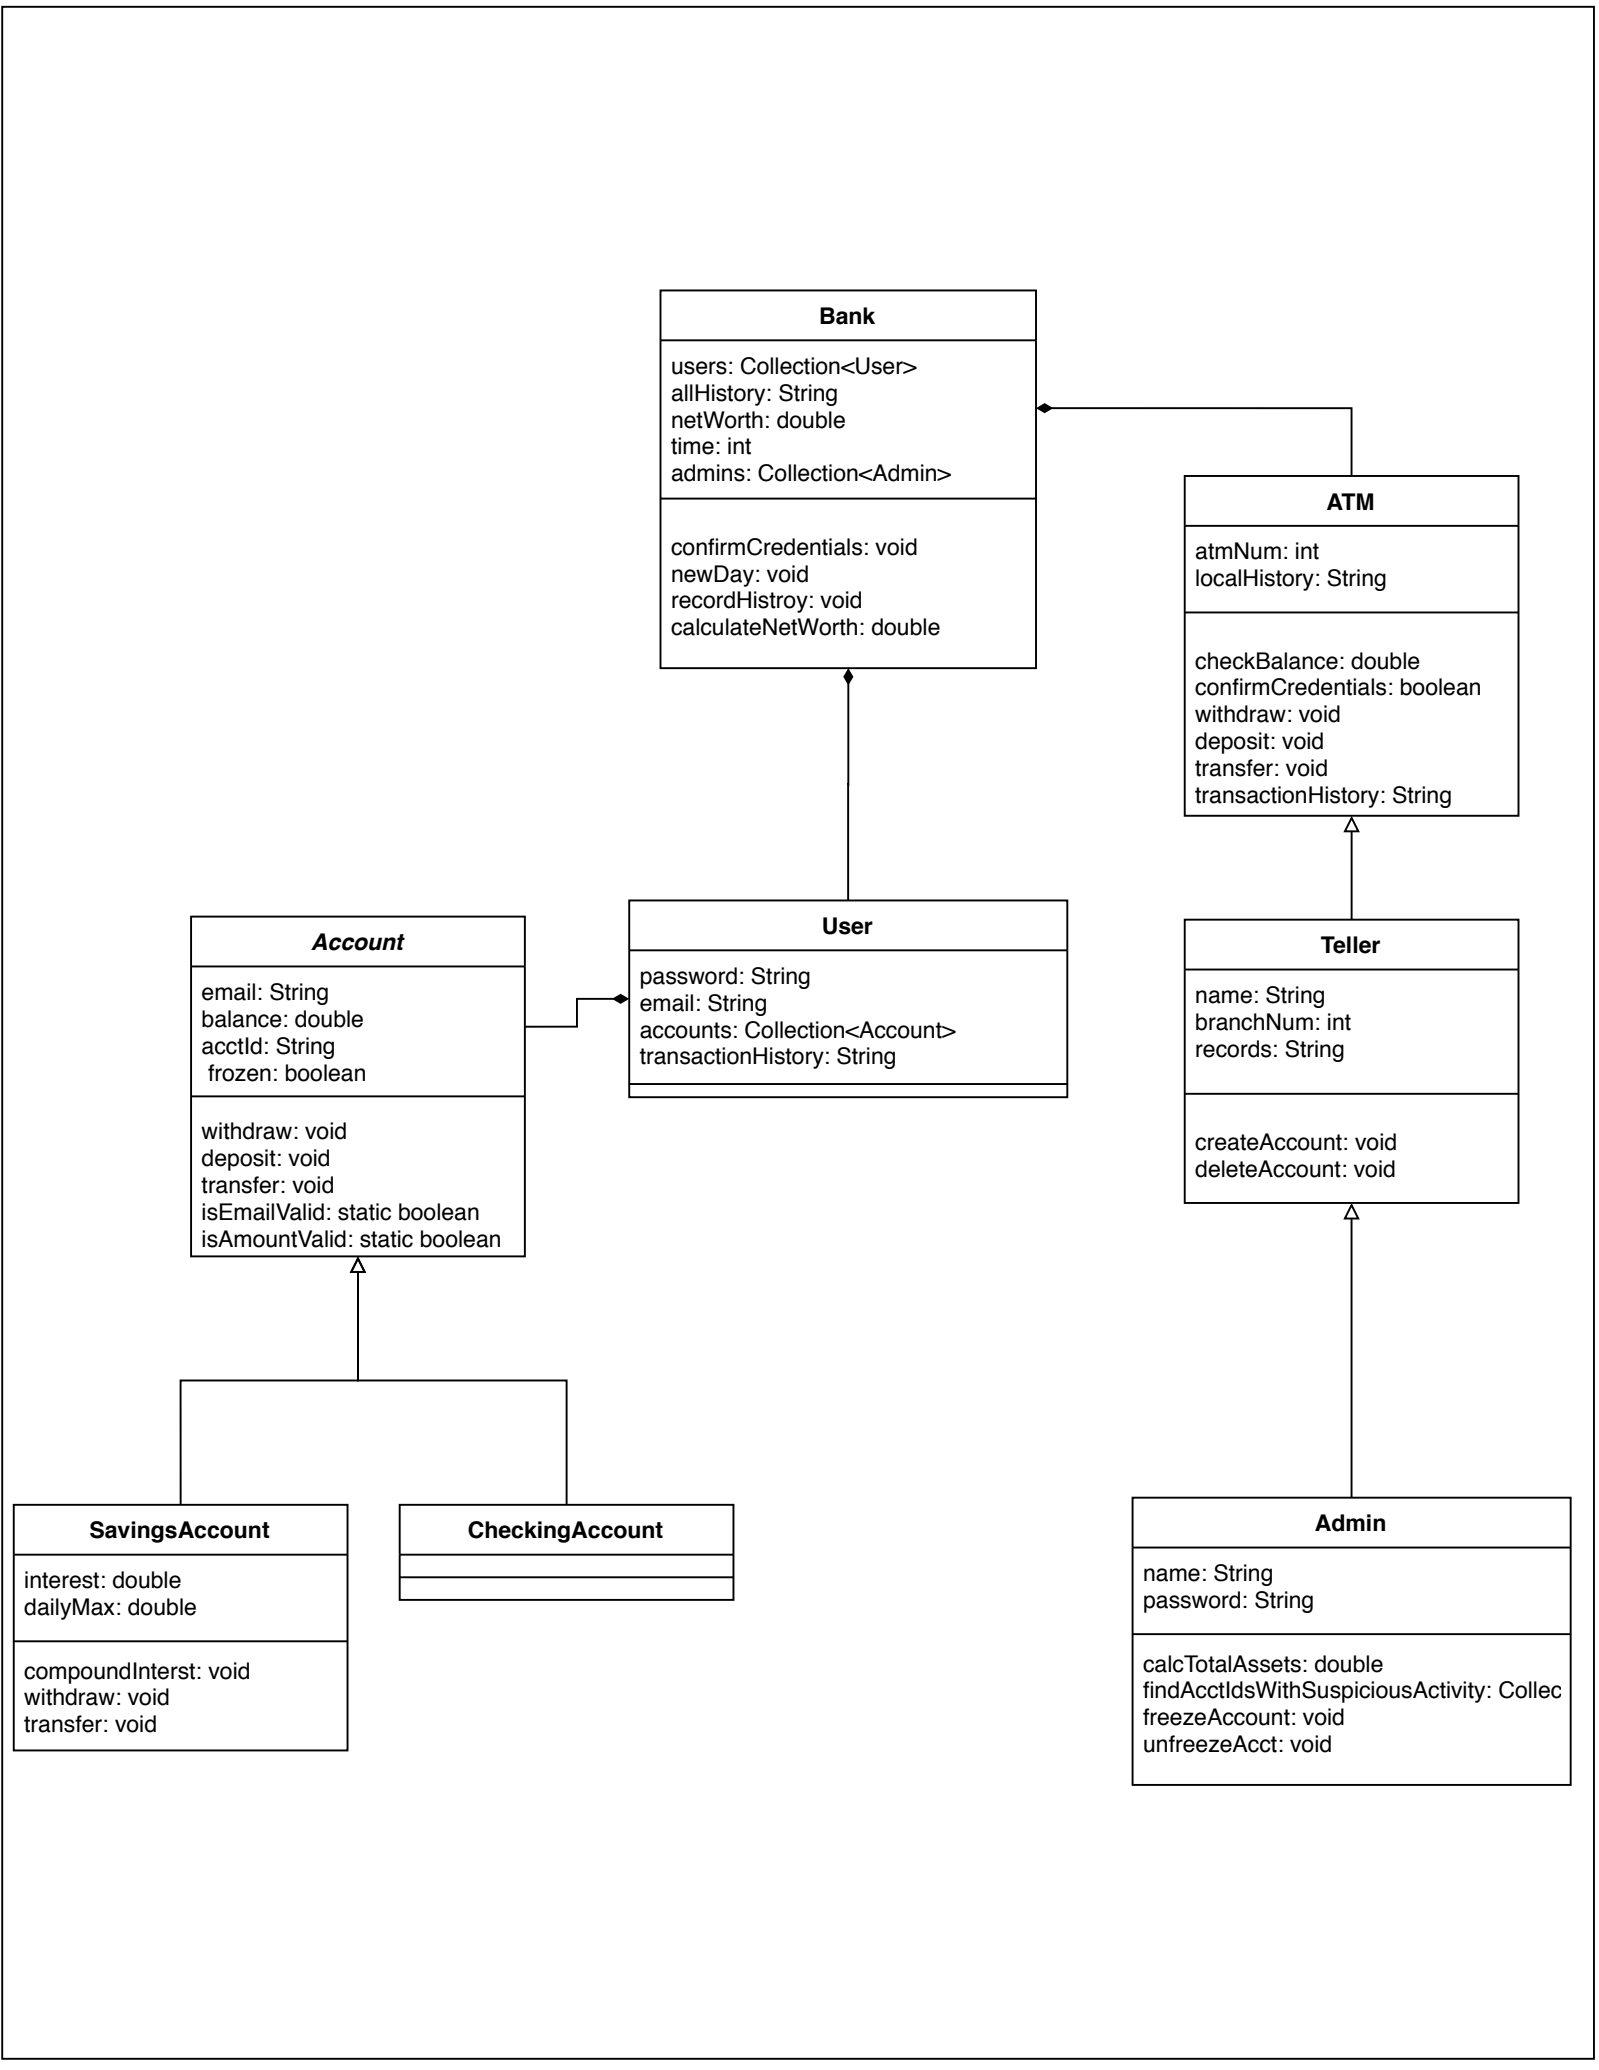 Bank
users: Collection<User>
allHistory: String
netWorth: double
time: int
admins: Collection<Admin>
confirmCredentials: void
newDay: void
recordHistroy: void
calculateNetWorth: double
ATM
atmNum: int
localHistory: String
checkBalance: double
confirmCredentials: boolean
withdraw: void
deposit: void
transfer: void
transactionHistory: String
Account
email: String
balance: double
acctId: String
frozen: boolean
withdraw: void
deposit: void
transfer: void
isEmailValid: static boolean
isAmountValid: static boolean
User
password: String
email: String
accounts: Collection<Account>
transactionHistory: String
Teller
name: String
branchNum: int
records: String
createAccount: void
deleteAccount: void
SavingsAccount
interest: double
dailyMax: double
compoundInterst: void
withdraw: void
transfer: void
CheckingAccount
Admin
name: String
password: String
calcTotalAssets: double
findAcctIdsWithSuspiciousActivity: Collec
freezeAccount: void
unfreezeAcct: void